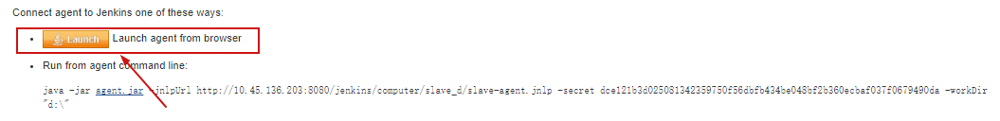 Connect agent to Jenkins one of these ways:
Launch Launch agent from browser
Run from agent command line:
java -jar agent.jar -jnlpUrl http://10.45.136.203:8080/jenkins/computer/slave_d/slave-agent.jnlp -secret dce121b3d025081342359750f56dbfb434be048bf2b360ecbaf037f0679490da -workDir
"d:\"